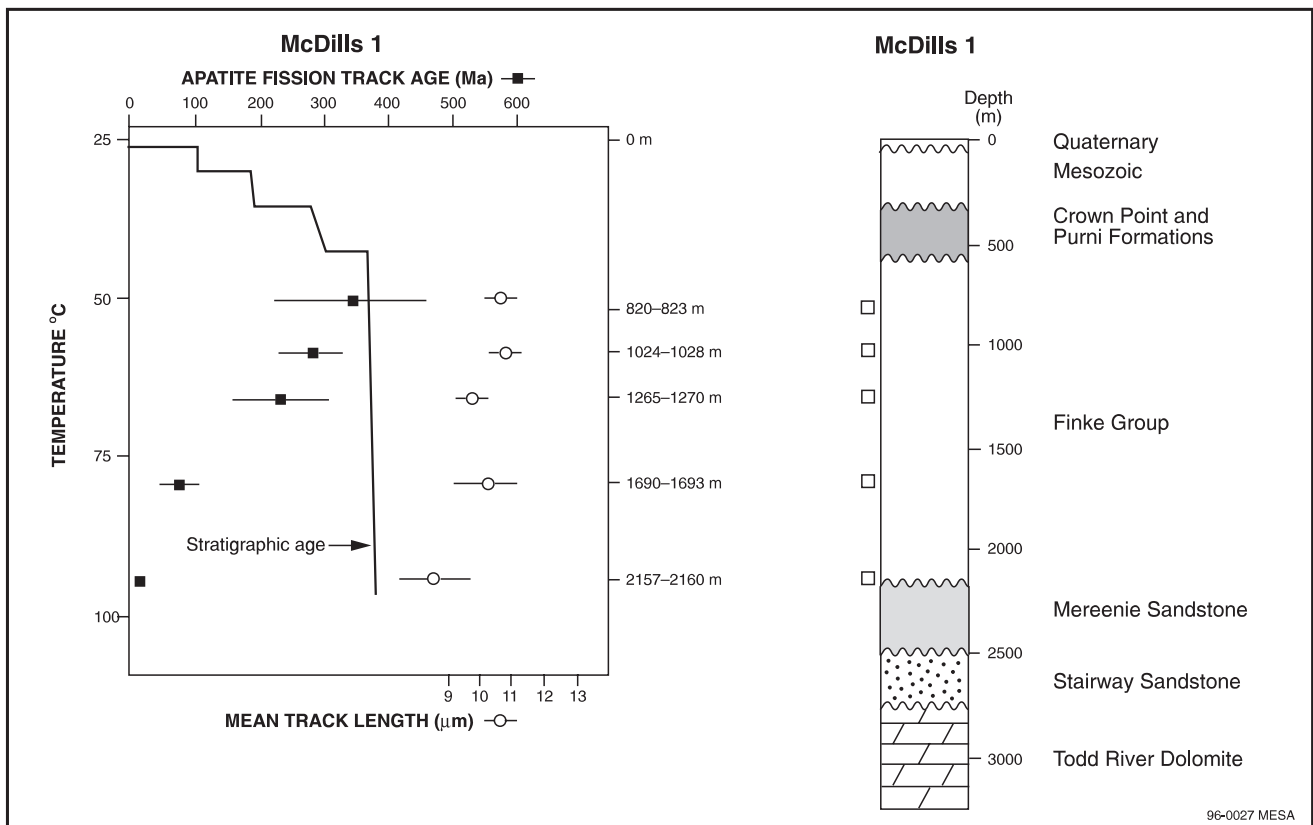 McDills 1
APATITE FISSION TRACK AGE (Ma)
0 100 200 300 400 500 600
TEMPERATURE °C
25
50
75
100
0 m
820–823 m
1024–1028 m
1265–1270 m
1690–1693 m
2157–2160 m
Stratigraphic age
9 10 11 12 13
MEAN TRACK LENGTH (μm)
McDills 1
Depth
(m)
0
500
1000
1500
2000
2500
3000
Quaternary
Mesozoic
Crown Point and
Purni Formations
Finke Group
Mereenie Sandstone
Stairway Sandstone
Todd River Dolomite
96-0027 MESA